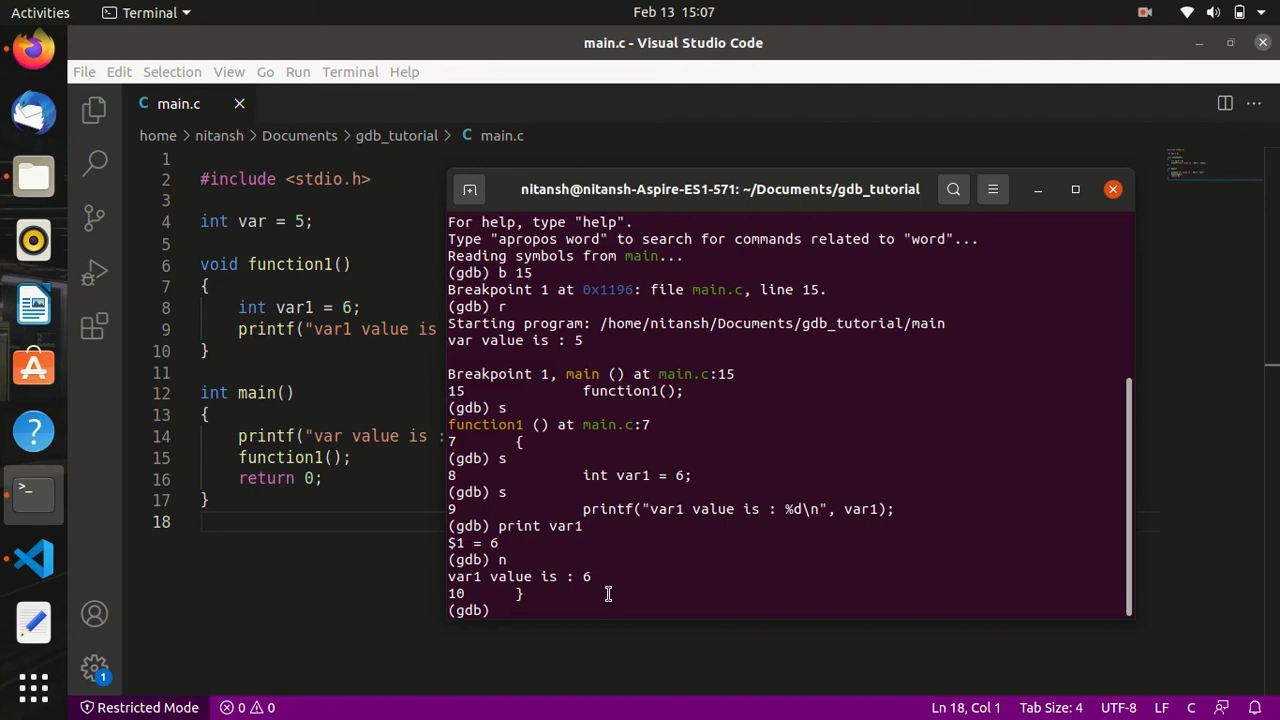 Activities
Terminal
Feb 13 15:07
main.c - Visual Studio Code
File Edit Selection View Go Run Terminal Help
main.c
home nitansh Documents gdb_tutorial main.c
1
2 #include <stdio.h>
3
4 int var = 5;
5
6 void function1()
7 {
8 int var1 = 6;
9 printf("var1 value is
10 }
11
12 int main()
13 {
14 printf("var value is :
15 function1();
16 return 0;
17 }
18
nitansh@nitansh-Aspire-ES1-571: ~/Documents/gdb_tutorial
For help, type "help".
Type "apropos word" to search for commands related to "word"...
Reading symbols from main...
(gdb) b 15
Breakpoint 1 at 0x1196: file main.c, line 15.
(gdb) r
Starting program: /home/nitansh/Documents/gdb_tutorial/main
var value is : 5
Breakpoint 1, main () at main.c:15
15 function1();
(gdb) s
function1 () at main.c:7
7 {
(gdb) s
8 int var1 = 6;
(gdb) s
9 printf("var1 value is : %d\n", var1);
(gdb) print var1
$1 = 6
(gdb) n
var1 value is : 6
10 }
(gdb)
1
Restricted Mode 0 0 Ln 18, Col 1 Tab Size: 4 UTF-8 LF C